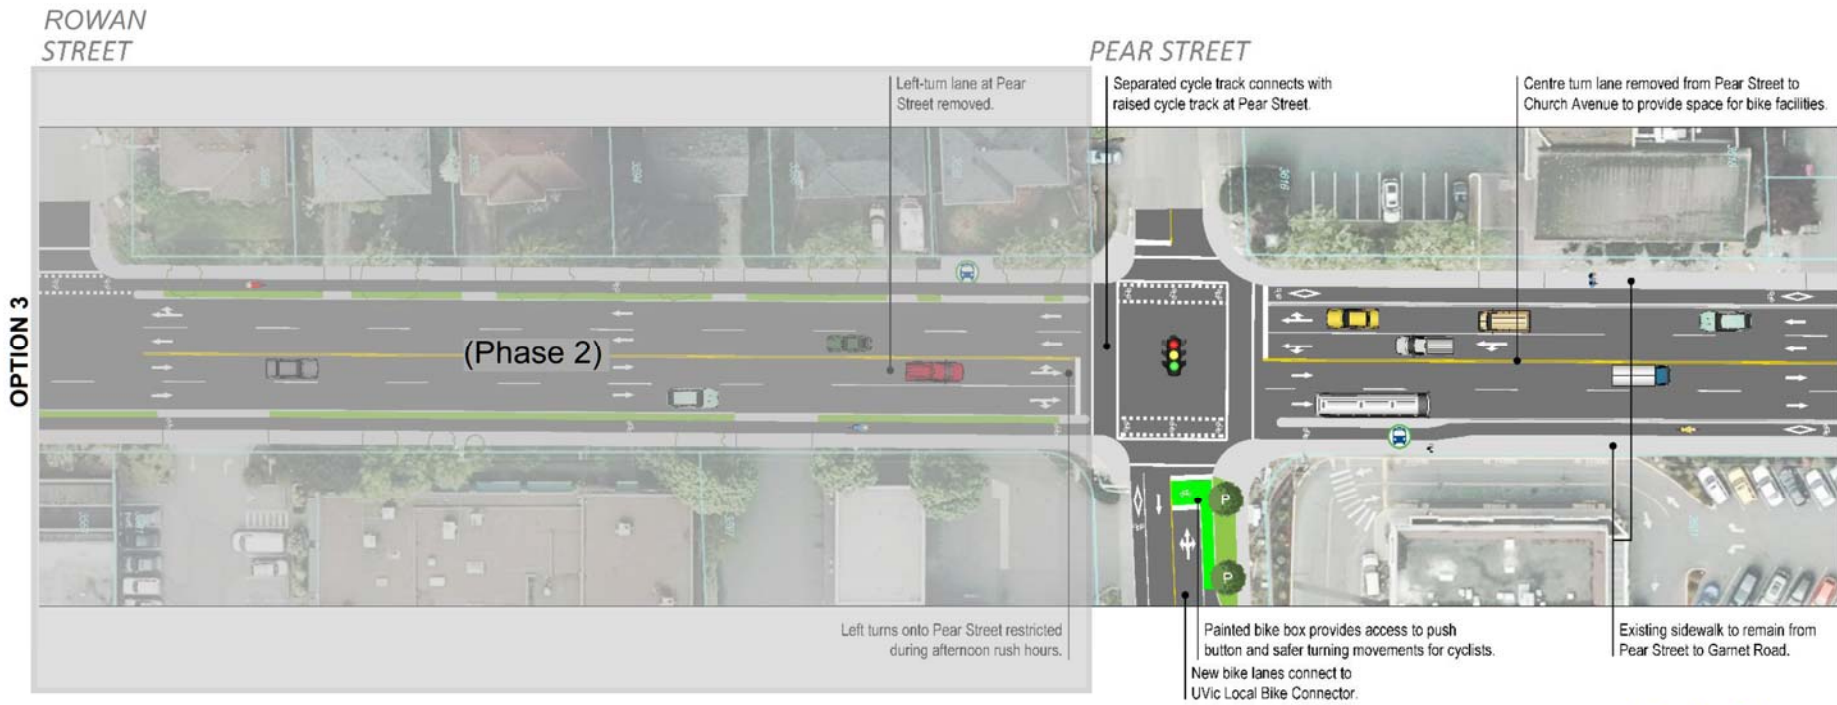 ROWAN
STREET
PEAR STREET
Left-turn lane at Pear
Street removed.
Separated cycle track connects with
raised cycle track at Pear Street.
Centre turn lane removed from Pear Street to
Church Avenue to provide space for bike facilities.
OPTION 3
(Phase 2)
P
P
Left turns onto Pear Street restricted
during afternoon rush hours.
Painted bike box provides access to push
button and safer turning movements for cyclists.
New bike lanes connect to
UVic Local Bike Connector.
Existing sidewalk to remain from
Pear Street to Garnet Road.